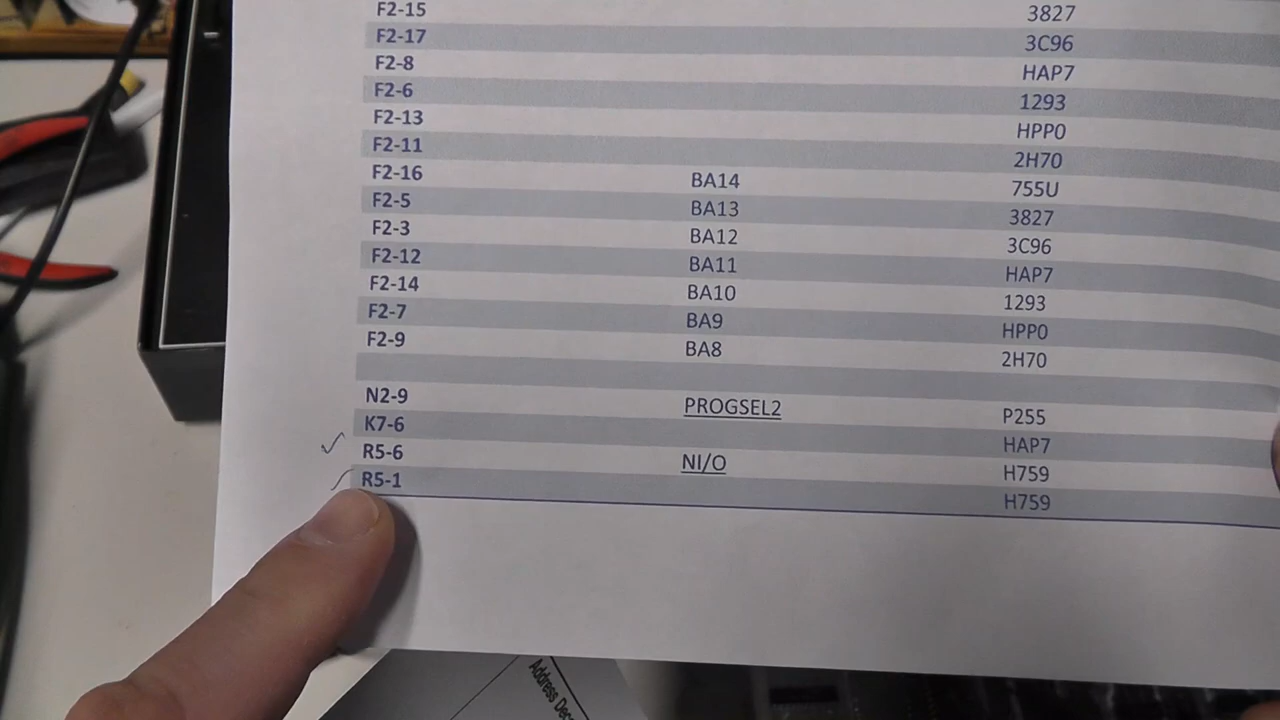 F2-15 3827
F2-17 3C96
F2-8 HAP7
F2-6 1293
F2-13 HPP0
F2-11 2H70
F2-16 BA14 755U
F2-5 BA13 3827
F2-3 BA12 3C96
F2-12 BA11 HAP7
F2-14 BA10 1293
F2-7 BA9 HPP0
F2-9 BA8 2H70
N2-9 PROGSEL2 P255
K7-6 HAP7
R5-6 NI/O H759
R5-1 H759
Address